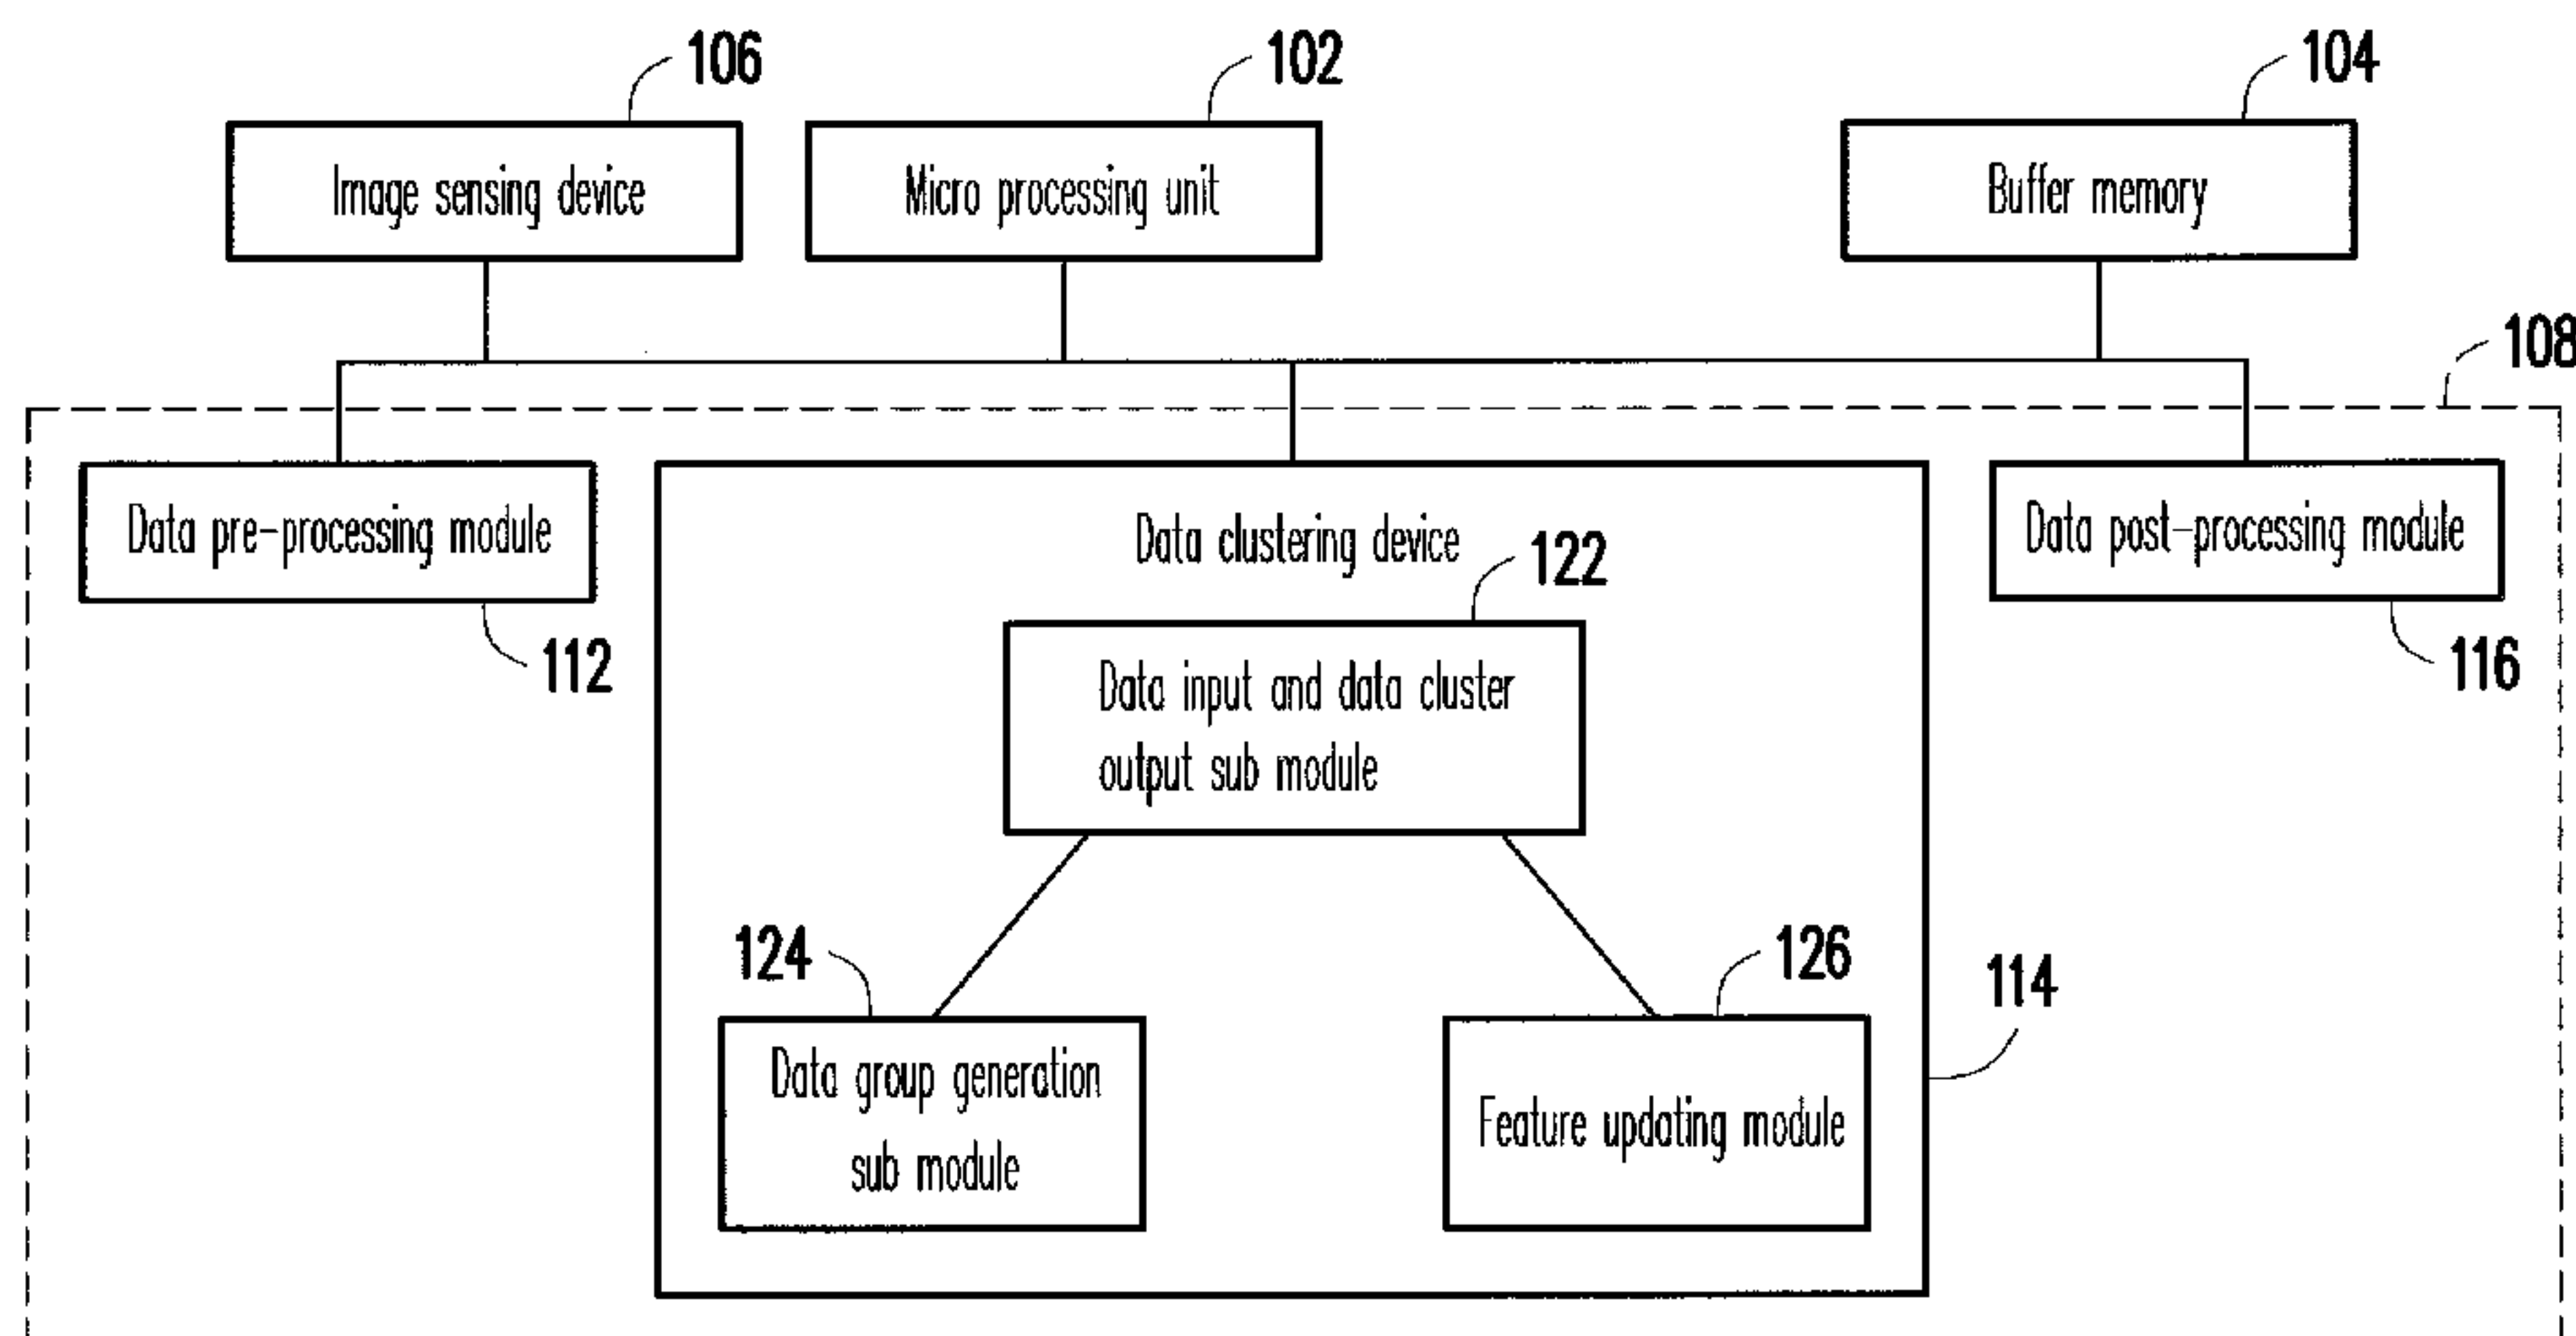 106
102
104
Image sensing device
Micro processing unit
Buffer memory
108
Data pre-processing module
Data clustering device
Data post-processing module
122
112
116
Data input and data cluster
output sub module
124
126
114
Data group generation
sub module
Feature updating module